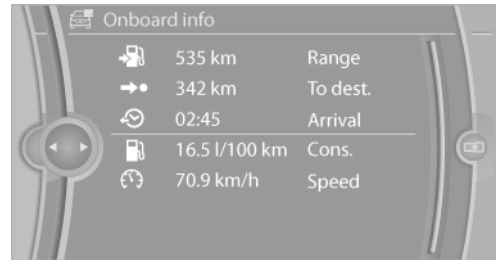 Onboard info
535 km Range
342 km To dest.
02:45 Arrival
16.5 l/100 km Cons.
70.9 km/h Speed